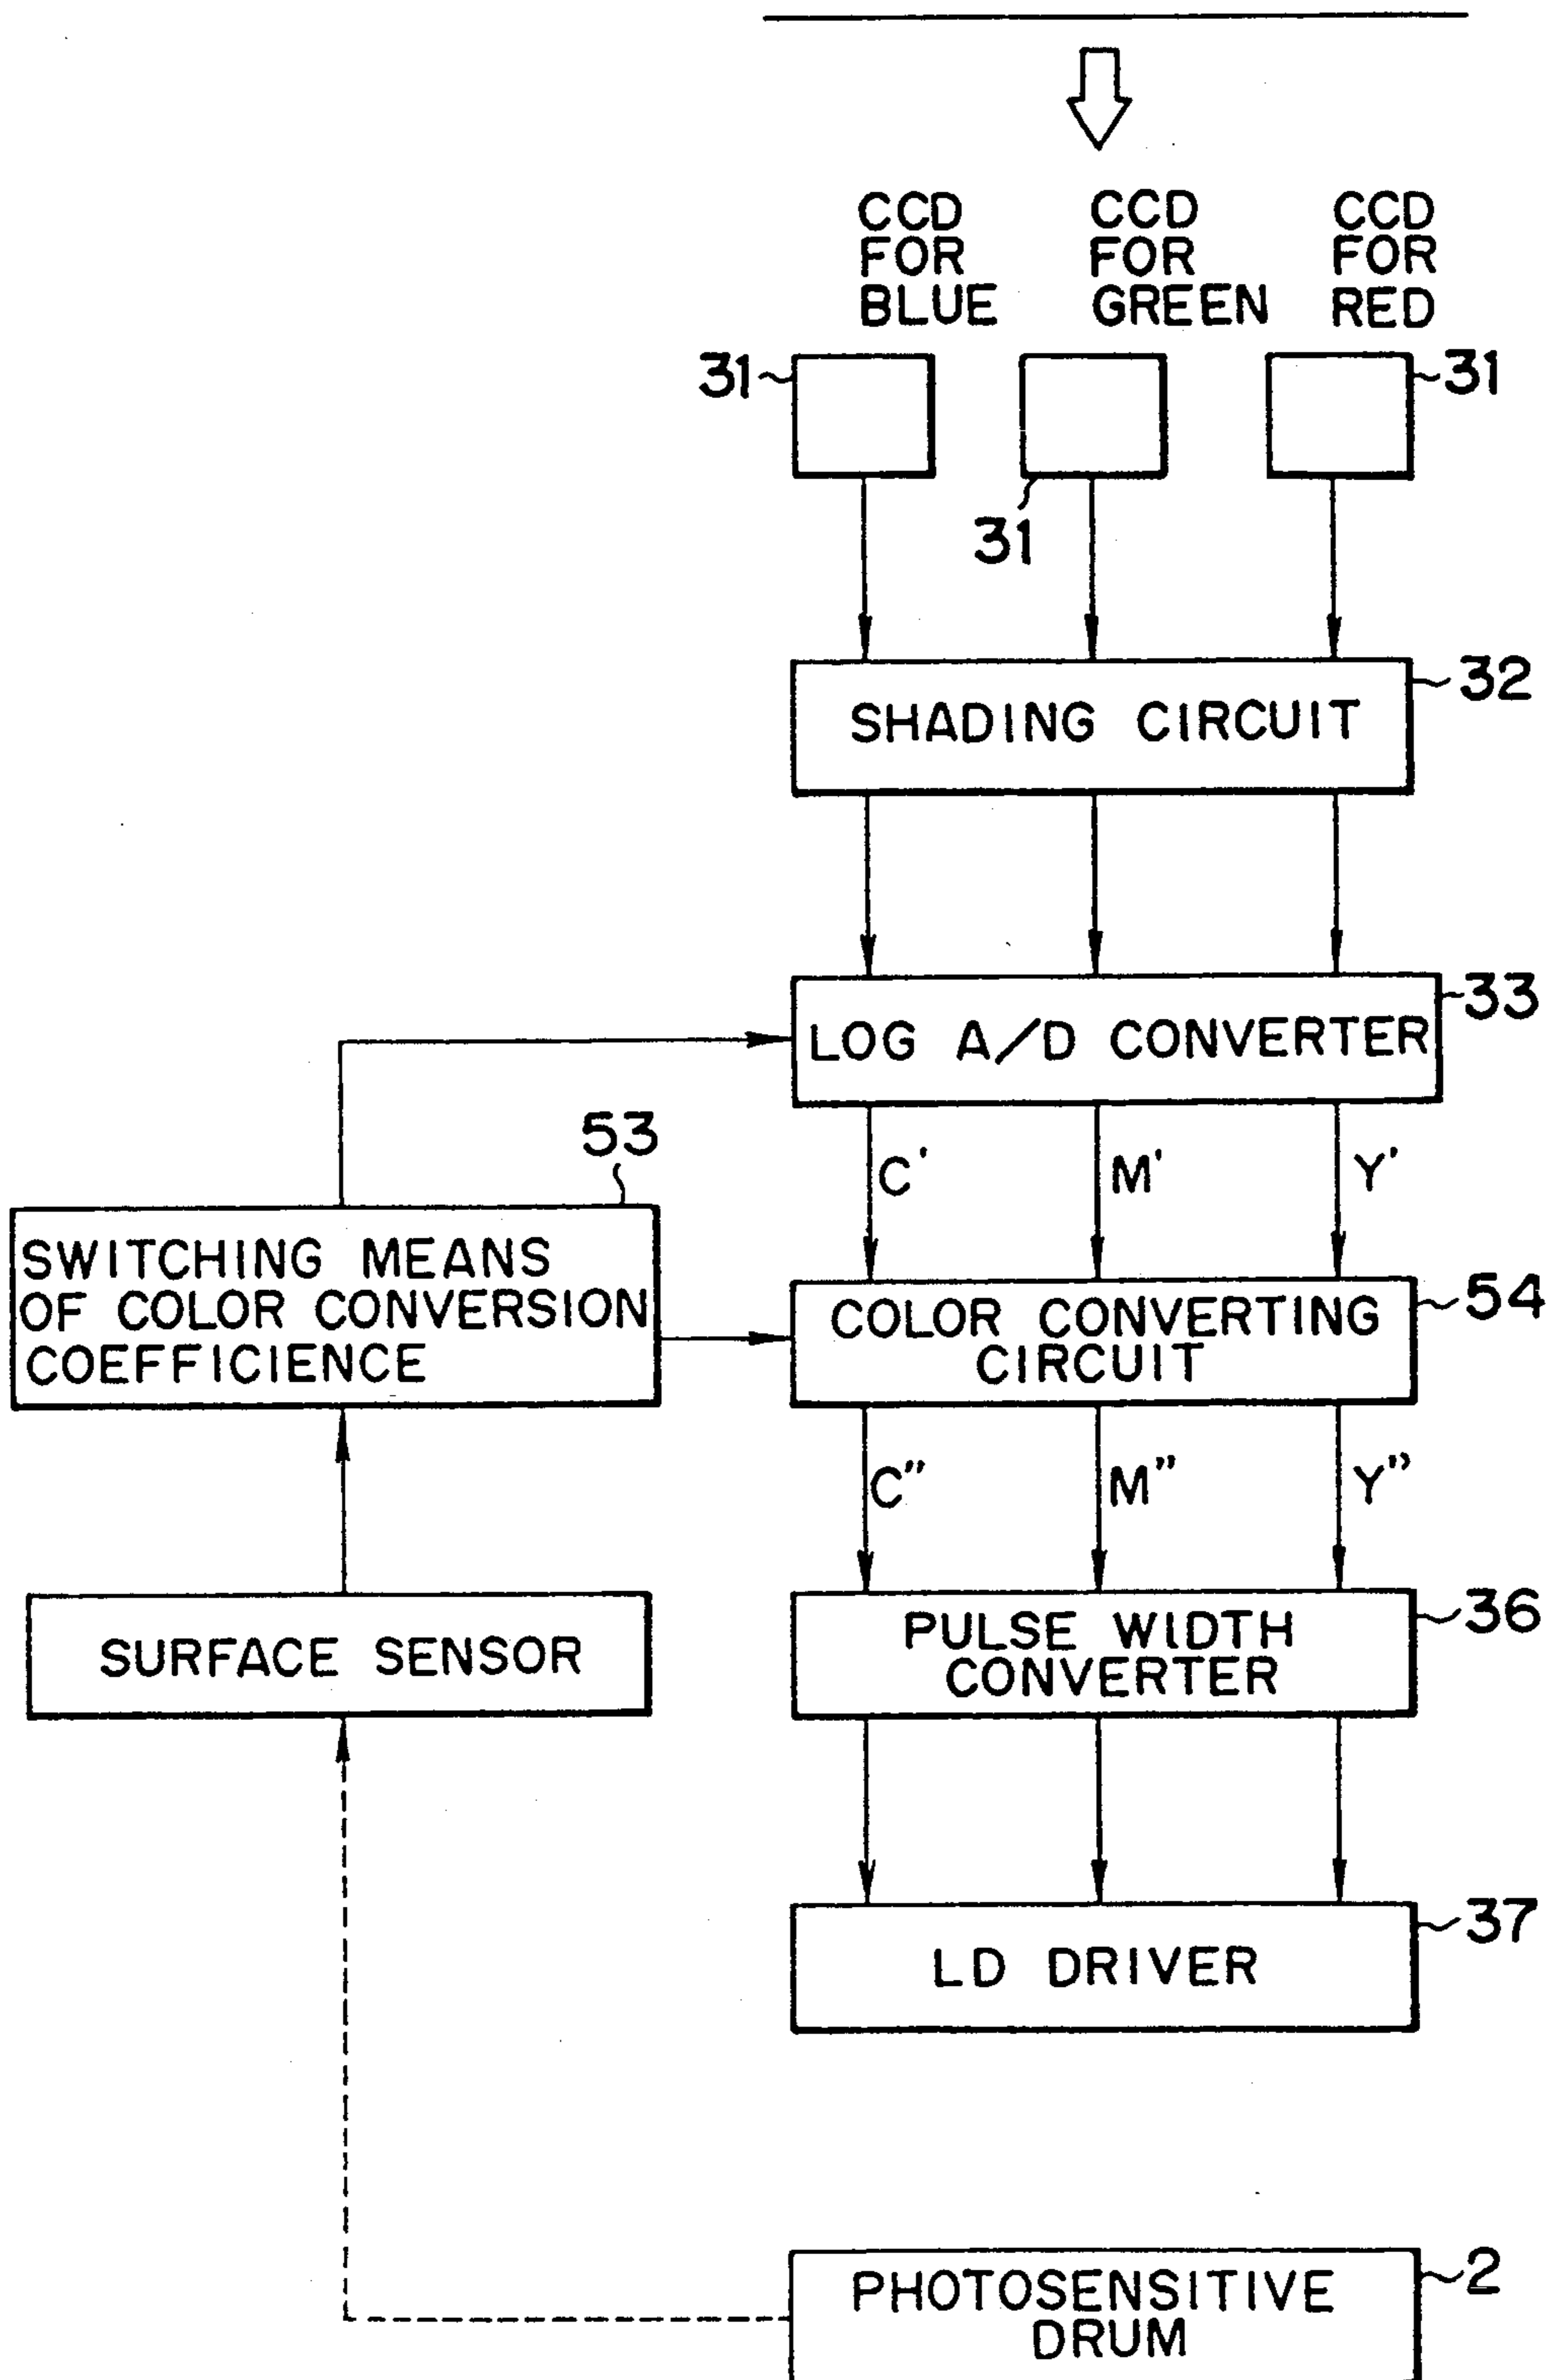 CCD FOR BLUE
CCD FOR GREEN
CCD FOR RED
31
31
31
SHADING CIRCUIT
32
LOG A/D CONVERTER
33
C'
M'
Y'
53
SWITCHING MEANS
OF COLOR CONVERSION
COEFFICIENCE
COLOR CONVERTING
CIRCUIT
54
C"
M"
Y"
SURFACE SENSOR
PULSE WIDTH
CONVERTER
36
LD DRIVER
37
PHOTOSENSITIVE
DRUM
2